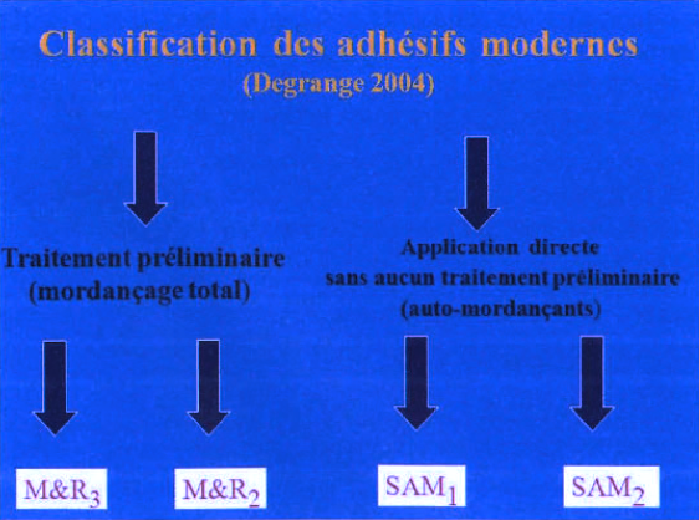 Classification des adhésifs modernes
(Degrange 2004)
Traitement préliminaire
(mordançage total)
Application directe
sans aucun traitement préliminaire
(auto-mordançants)
M&R3
M&R2
SAM1
SAM2